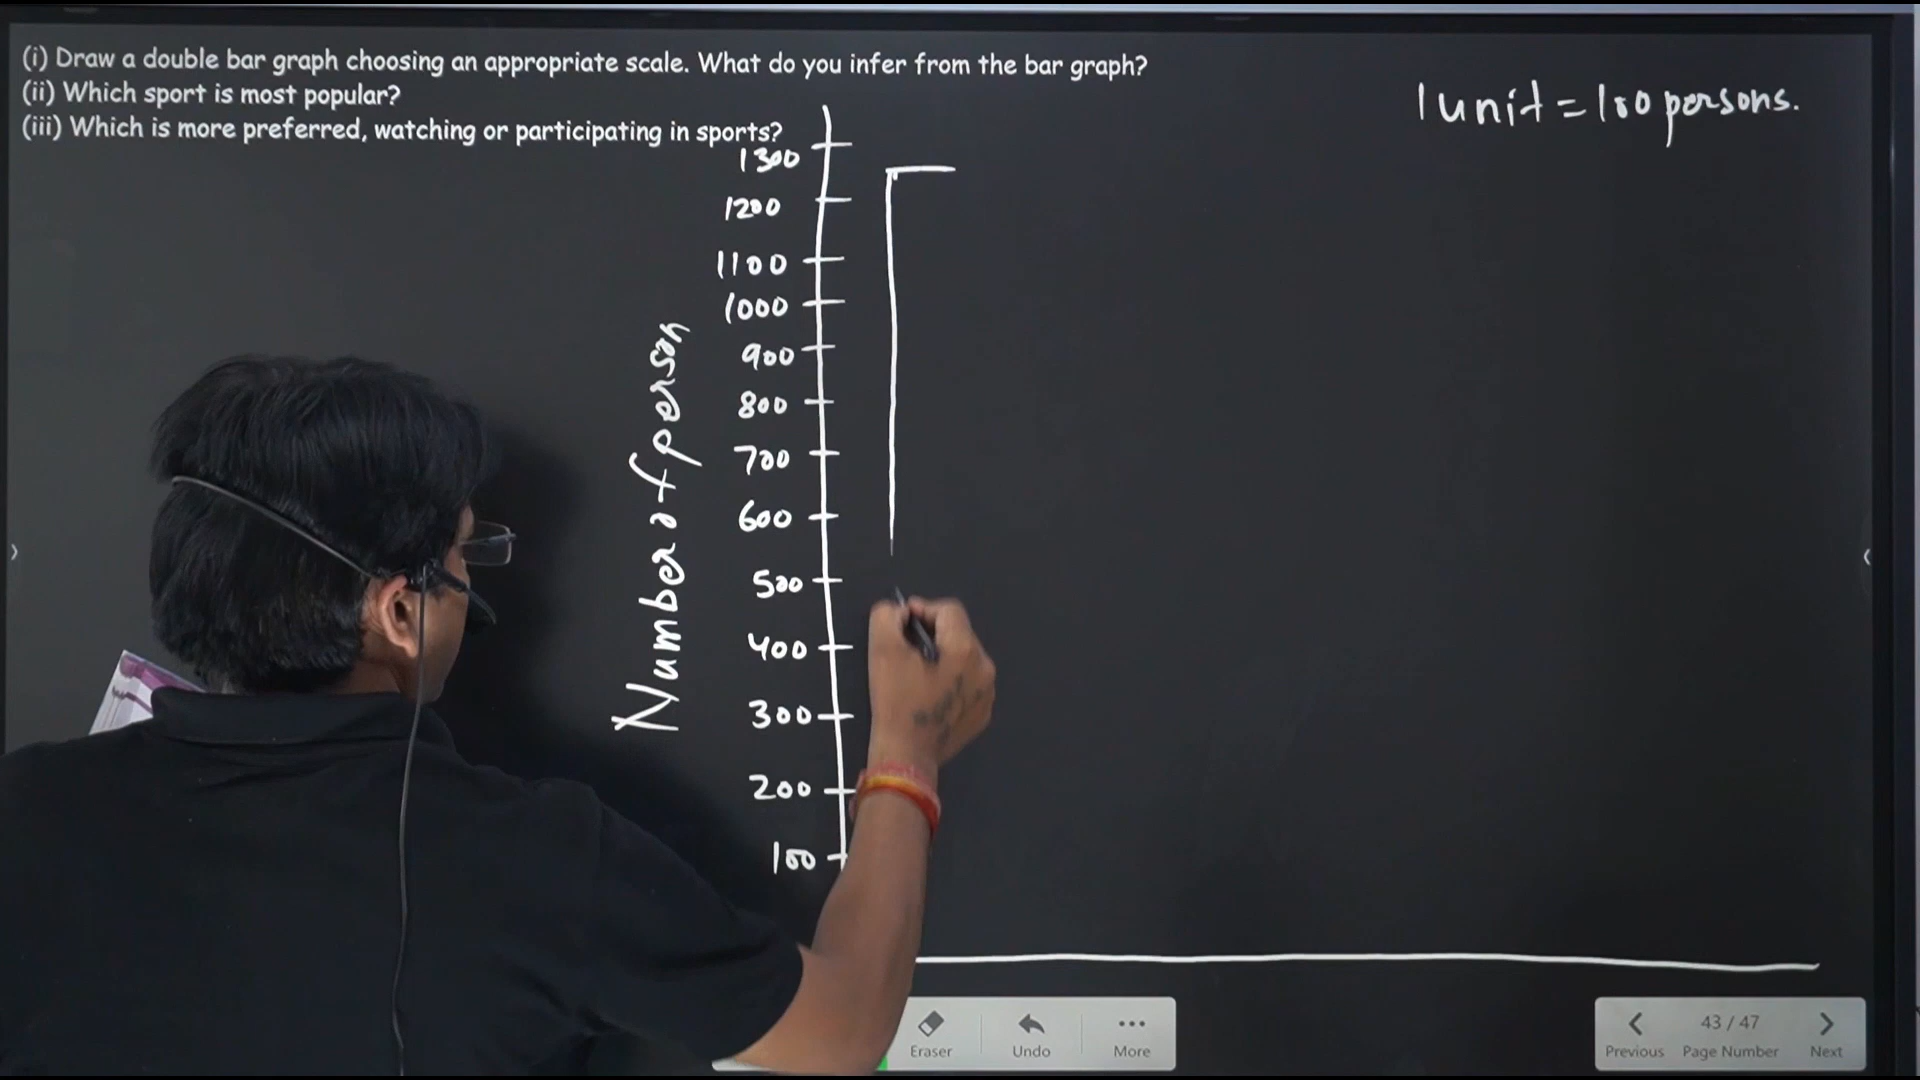 (i) Draw a double bar graph choosing an appropriate scale. What do you infer from the bar graph?
(ii) Which sport is most popular?
(iii) Which is more preferred, watching or participating in sports?
1 unit = 100 persons.
1300
1200
1100
1000
900
800
700
600
500
400
300
200
100
Number of person
Eraser
Undo
More
43 / 47
Previous
Page Number
Next